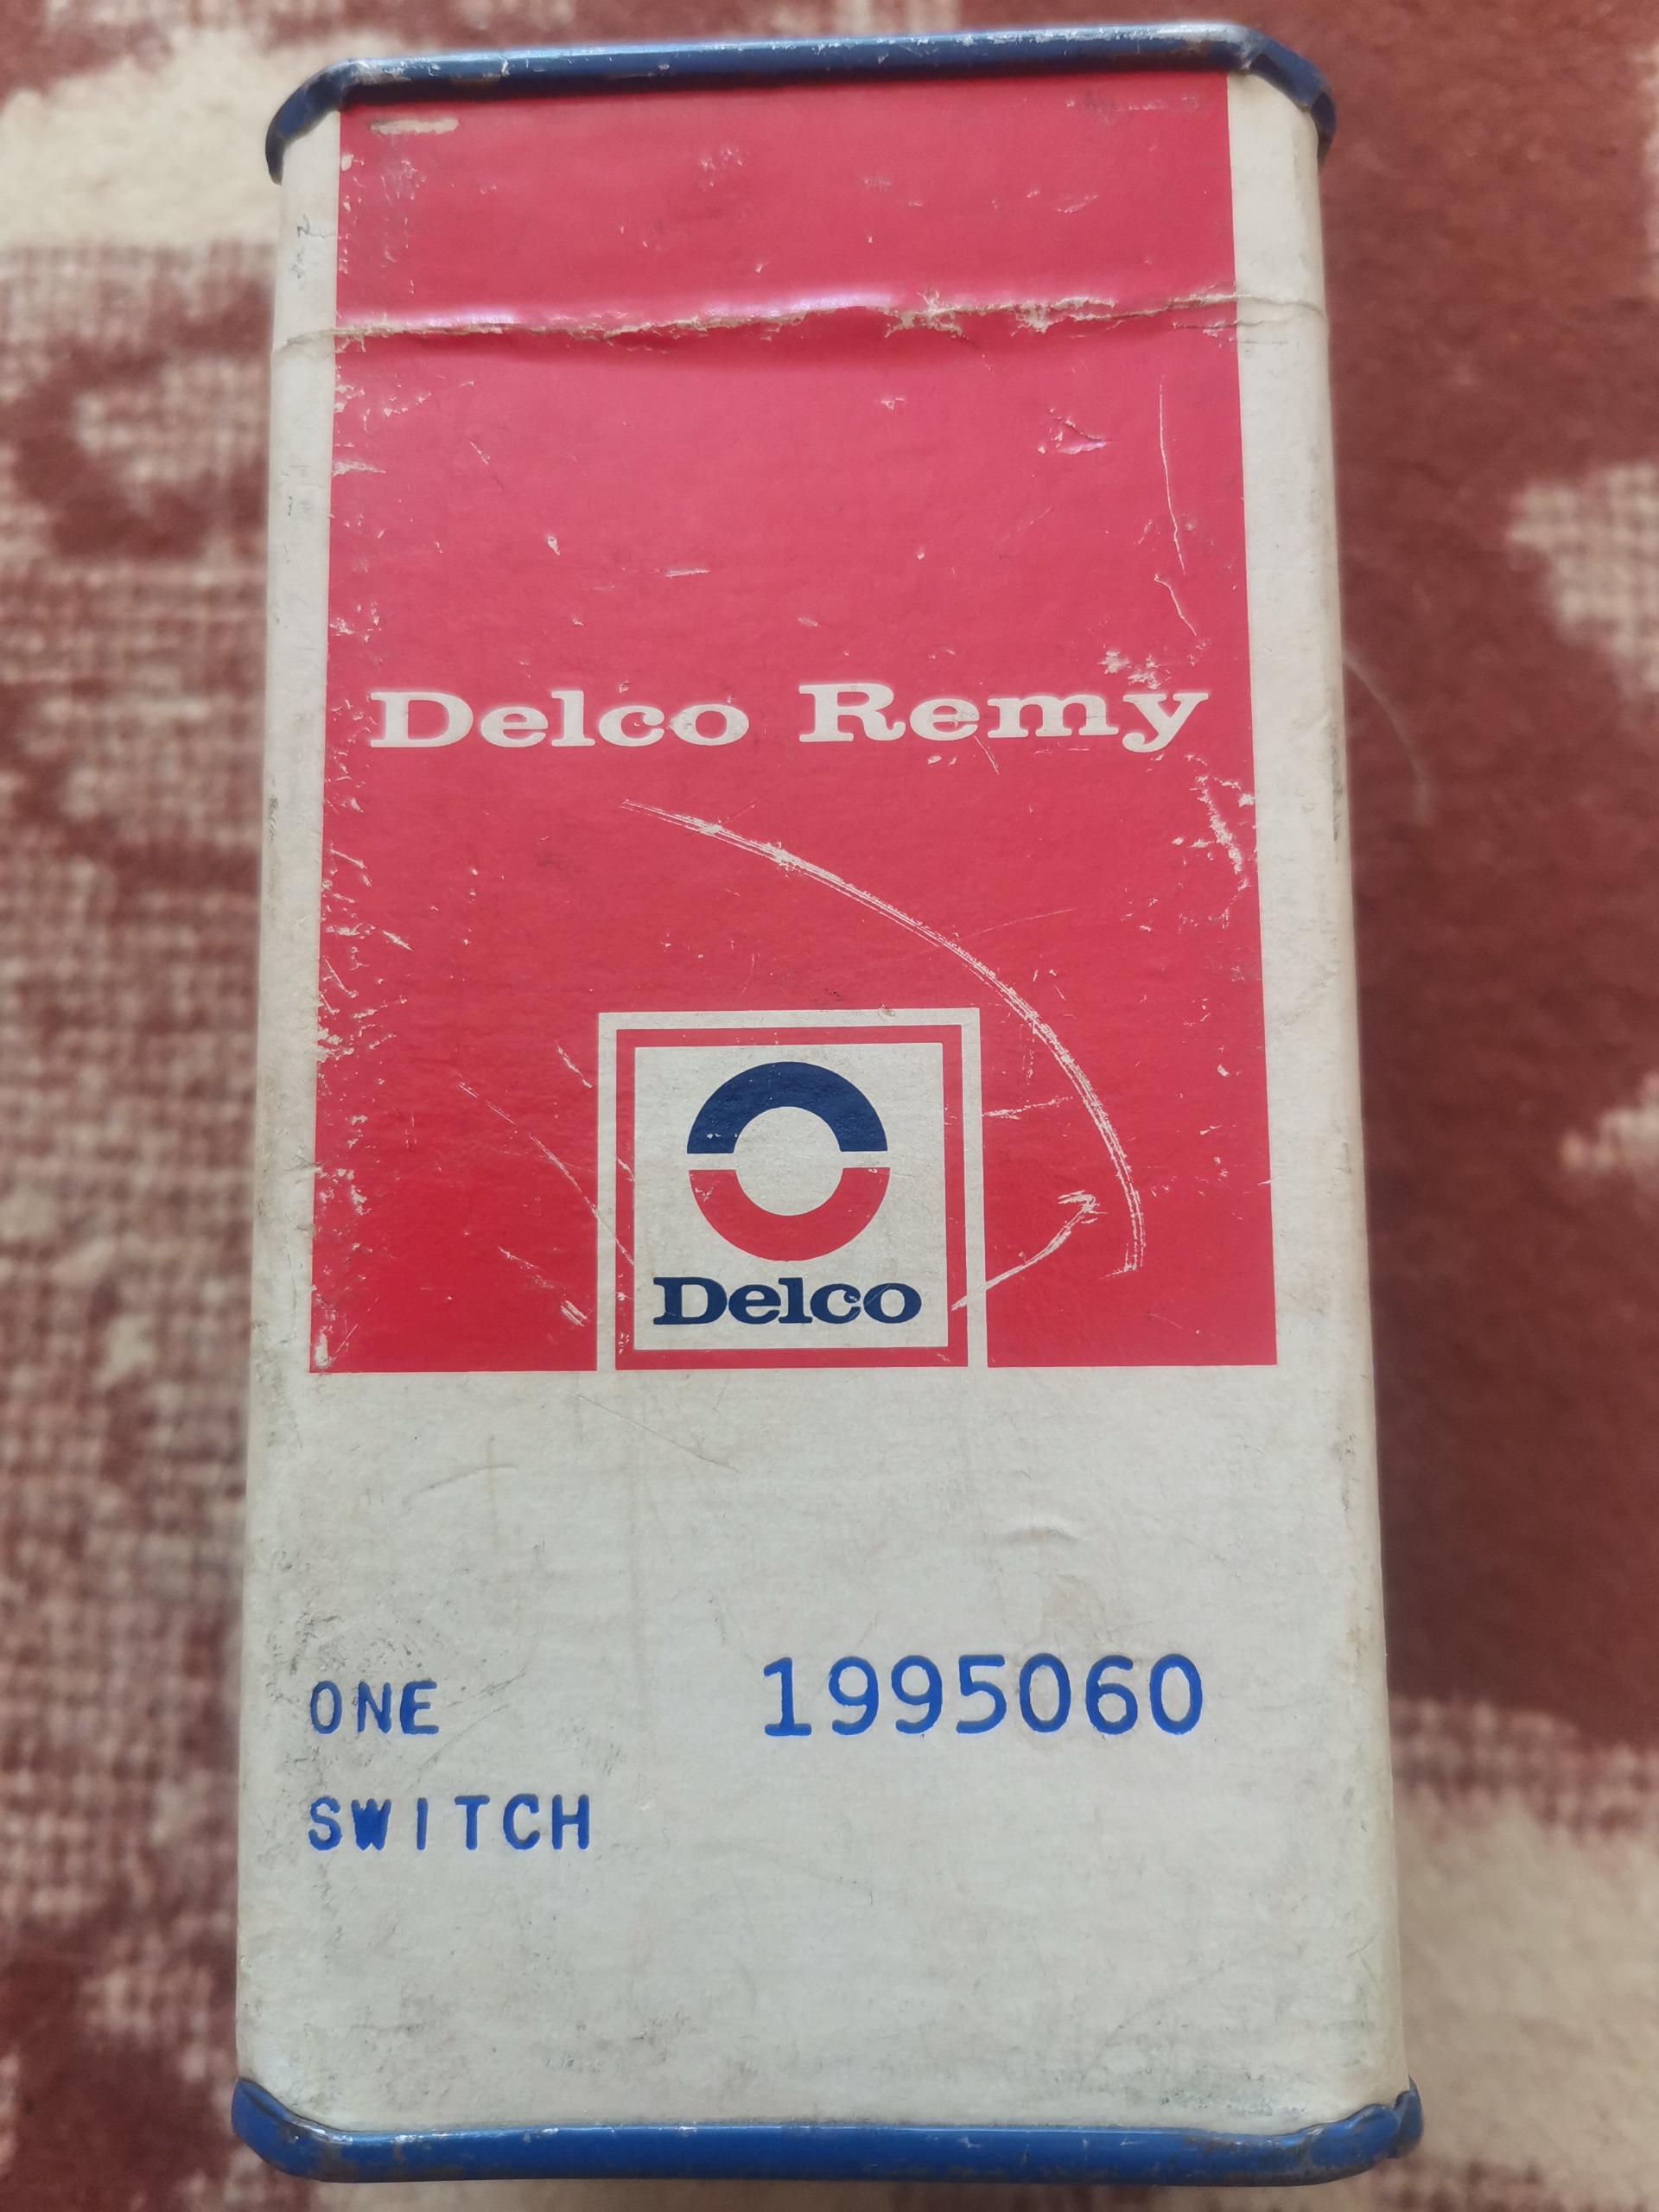 Delco Remy
Delco
ONE 1995060
SWITCH